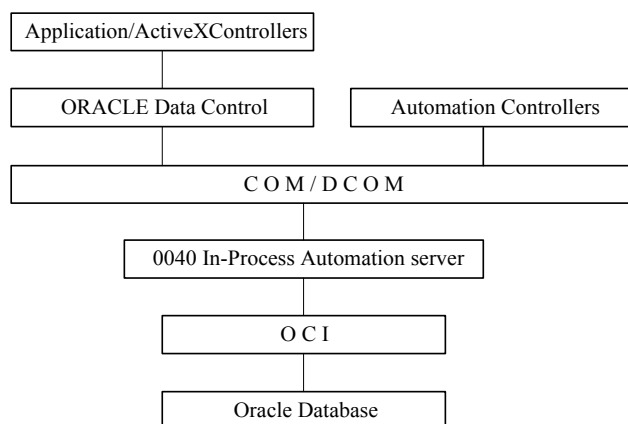 Application/ActiveXControllers
ORACLE Data Control
Automation Controllers
C O M / D C O M
0040 In-Process Automation server
O C I
Oracle Database